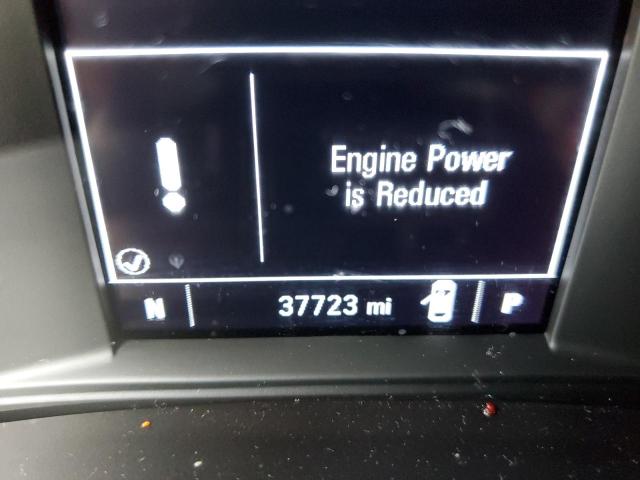 Engine Power
is Reduced
N 37723 mi P